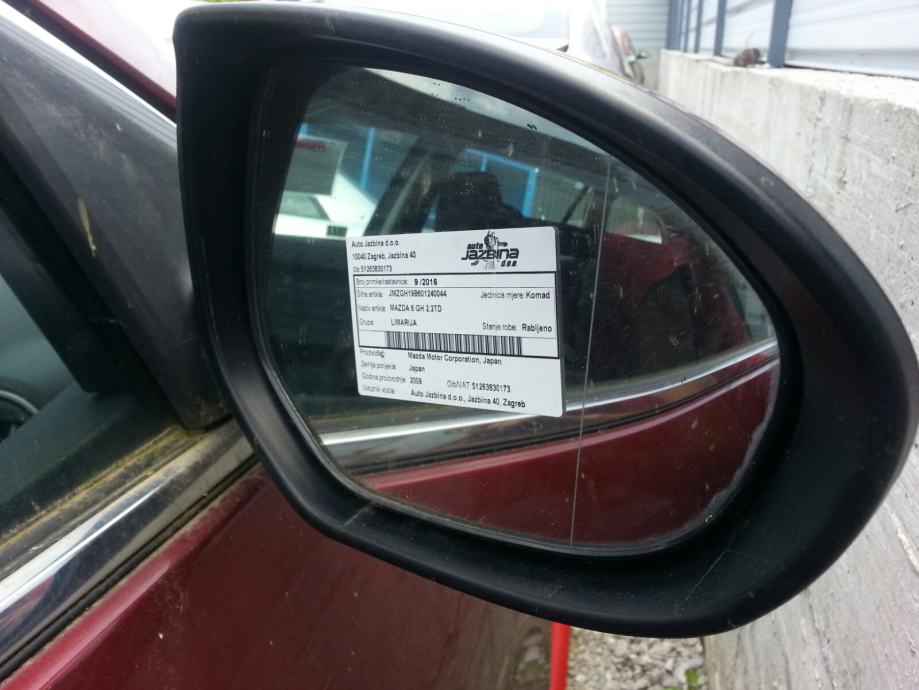 Auto Jazbina d.o.o.
10040 Zagreb, Jazbina 40
Oib 51263830173
auto
JAZBINA
d.o.o.
Broj primke/nastavnice: 9 /2016
Šifra artikla: JMZGH19B601240044 Jedinica mjere: Komad
Naziv artikla: MAZDA 6 GH 2.2TD
Grupa: LIMARIJA Stanje robe: Rabljeno
Proizvođač: Mazda Motor Corporation, Japan
Zemlja porijekla: Japan
Godina proizvodnje: 2009 Oib/VAT 51263830173
Uvoznik vozila: Auto Jazbina d.o.o., Jazbina 40, Zagreb